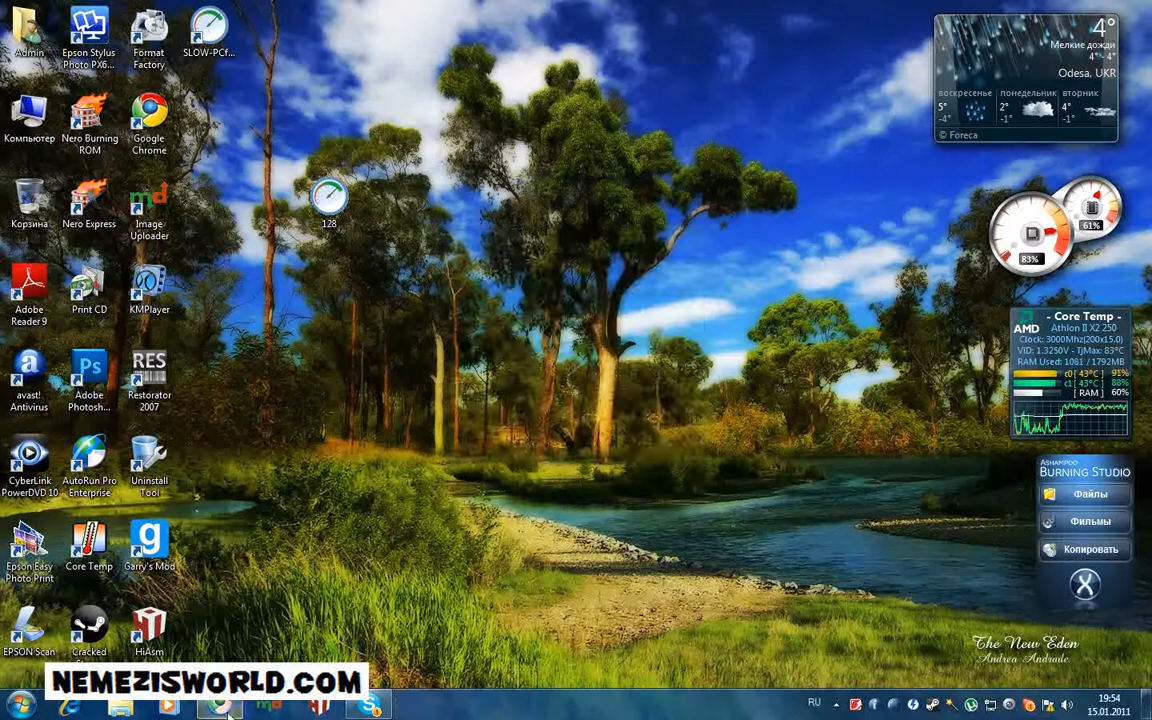 Admin
Epson Stylus
Photo PX6...
Format
Factory
SLOW-PCf...
Компьютер
Nero Burning
ROM
Google
Chrome
Корзина
Nero Express
Image
Uploader
128
Adobe
Reader 9
Print CD
KMPlayer
avast!
Antivirus
Ps
Adobe
Photosh...
RES
Restorator
2007
CyberLink
PowerDVD 10
AutoRun Pro
Enterprise
Uninstall
Tool
Epson Easy
Photo Print
Core Temp
Garry's Mod
EPSON Scan
Cracked
HiAsm
4°
Мелкие дожди
4°~ 4°
Odesa, UKR
воскресенье понедельник вторник
5° 2° 4°
-4° -1° -1°
© Foreca
61%
83%
- Core Temp -
AMD
Athlon II X2 250
Clock: 3000Mhz(200x15.0)
VID: 1.3250V - TjMax: 83°C
RAM Used: 1081 / 1792MB
c0 [ 43°C ] 91%
c1 [ 43°C ] 88%
[ RAM ] 60%
ASHAMPOO
BURNING STUDIO
Файлы
Фильмы
Копировать
The New Eden
Andrea Andrade
NEMEZISWORLD.COM
RU
19:54
15.01.2011